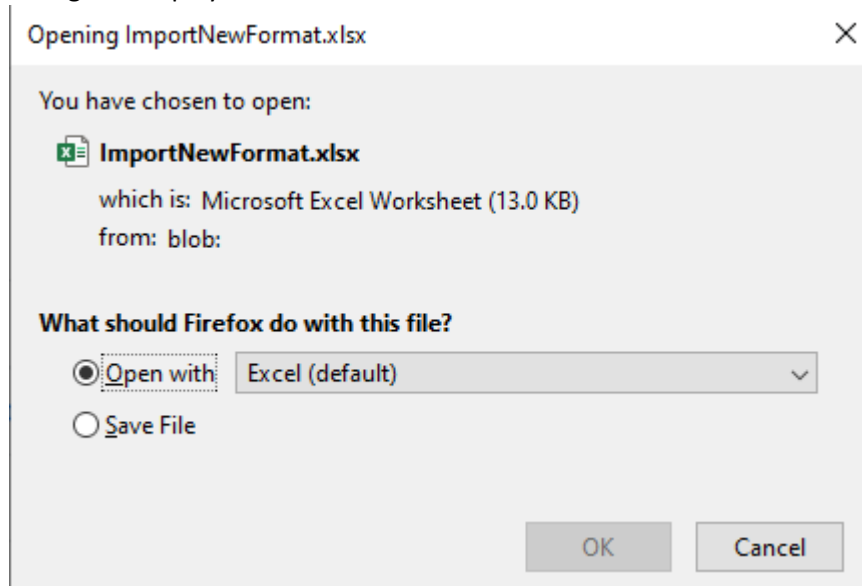 Opening ImportNewFormat.xlsx
You have chosen to open:
ImportNewFormat.xlsx
which is: Microsoft Excel Worksheet (13.0 KB)
from: blob:
What should Firefox do with this file?
Open with Excel (default)
Save File
OK Cancel